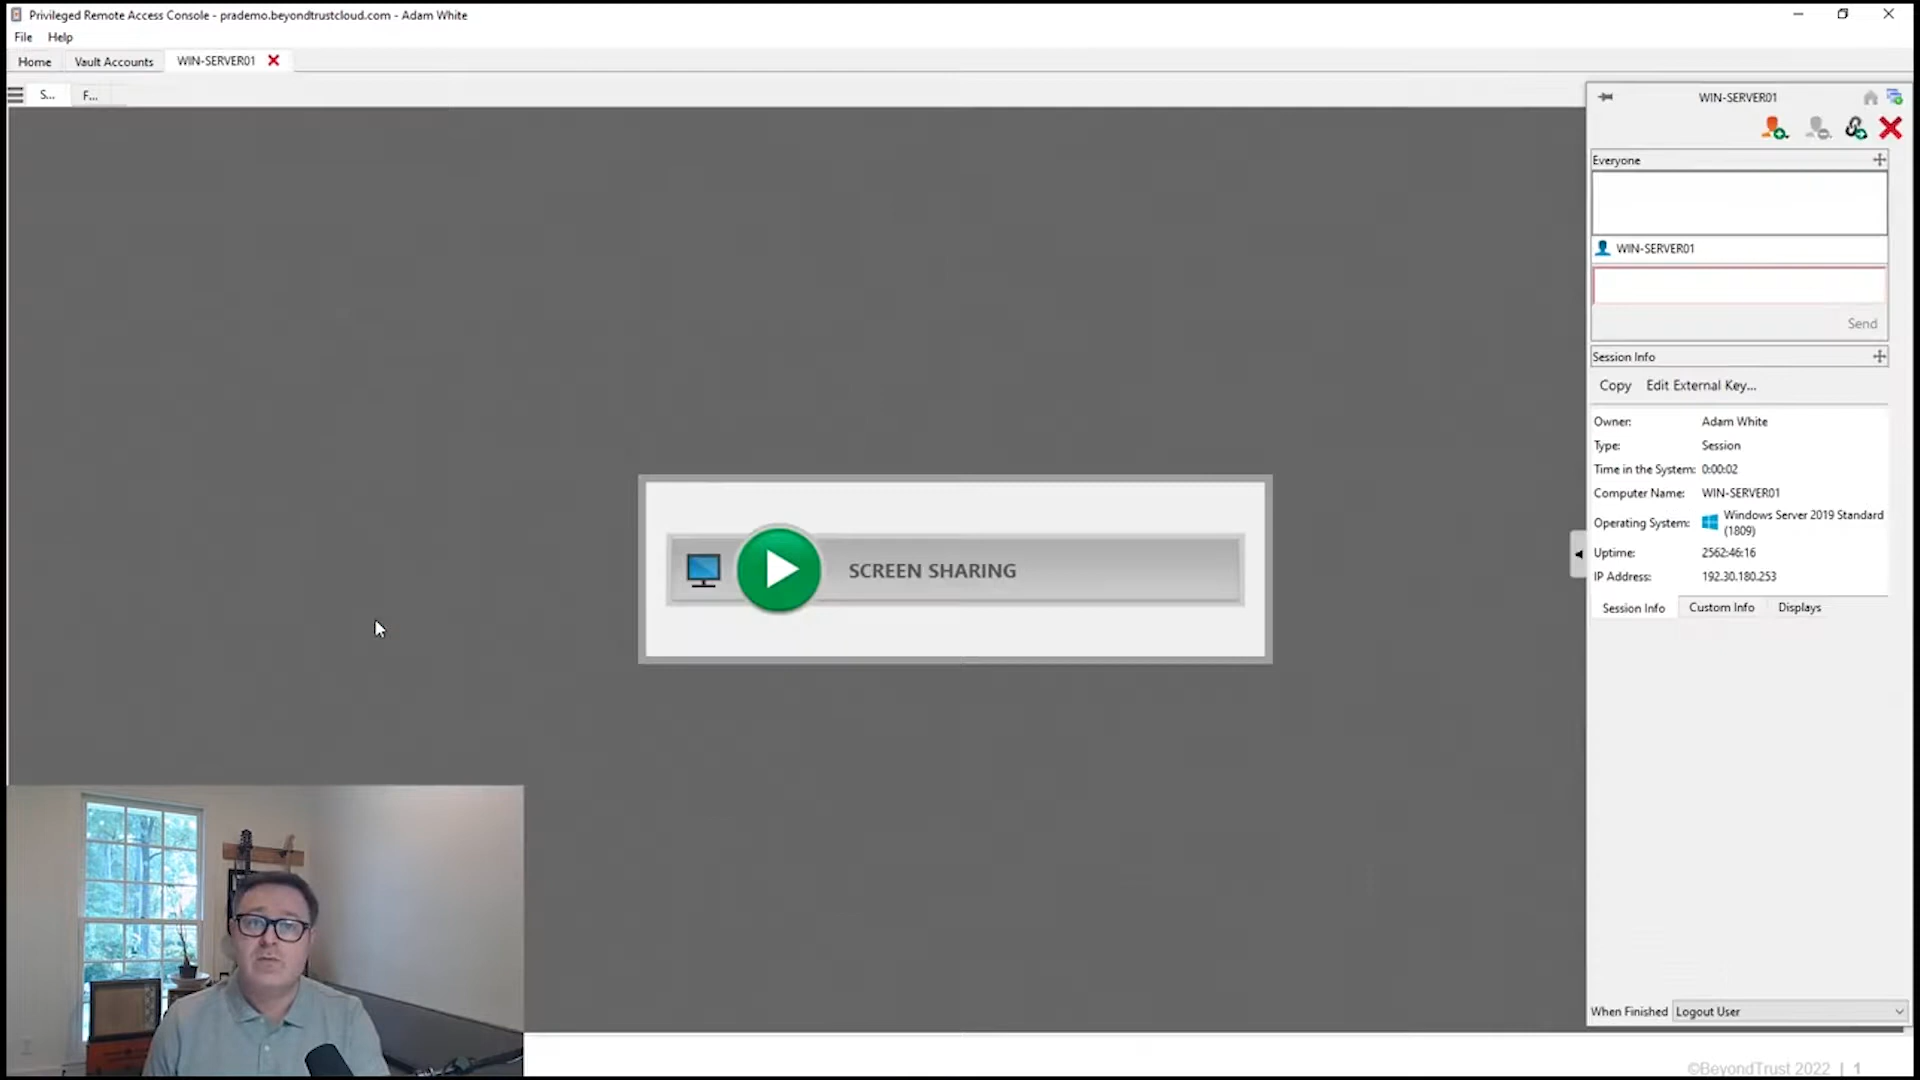 Privileged Remote Access Console - prademo.beyondtrustcloud.com - Adam White
File Help
Home Vault Accounts WIN-SERVER01
S... F...
WIN-SERVER01
Everyone
WIN-SERVER01
Send
Session Info
Copy Edit External Key...
Owner: Adam White
Type: Session
Time in the System: 0:00:02
Computer Name: WIN-SERVER01
Operating System: Windows Server 2019 Standard
(1809)
Uptime: 2562:46:16
IP Address: 192.30.180.253
Session Info Custom Info Displays
SCREEN SHARING
When Finished Logout User
©BeyondTrust 2022 | 1